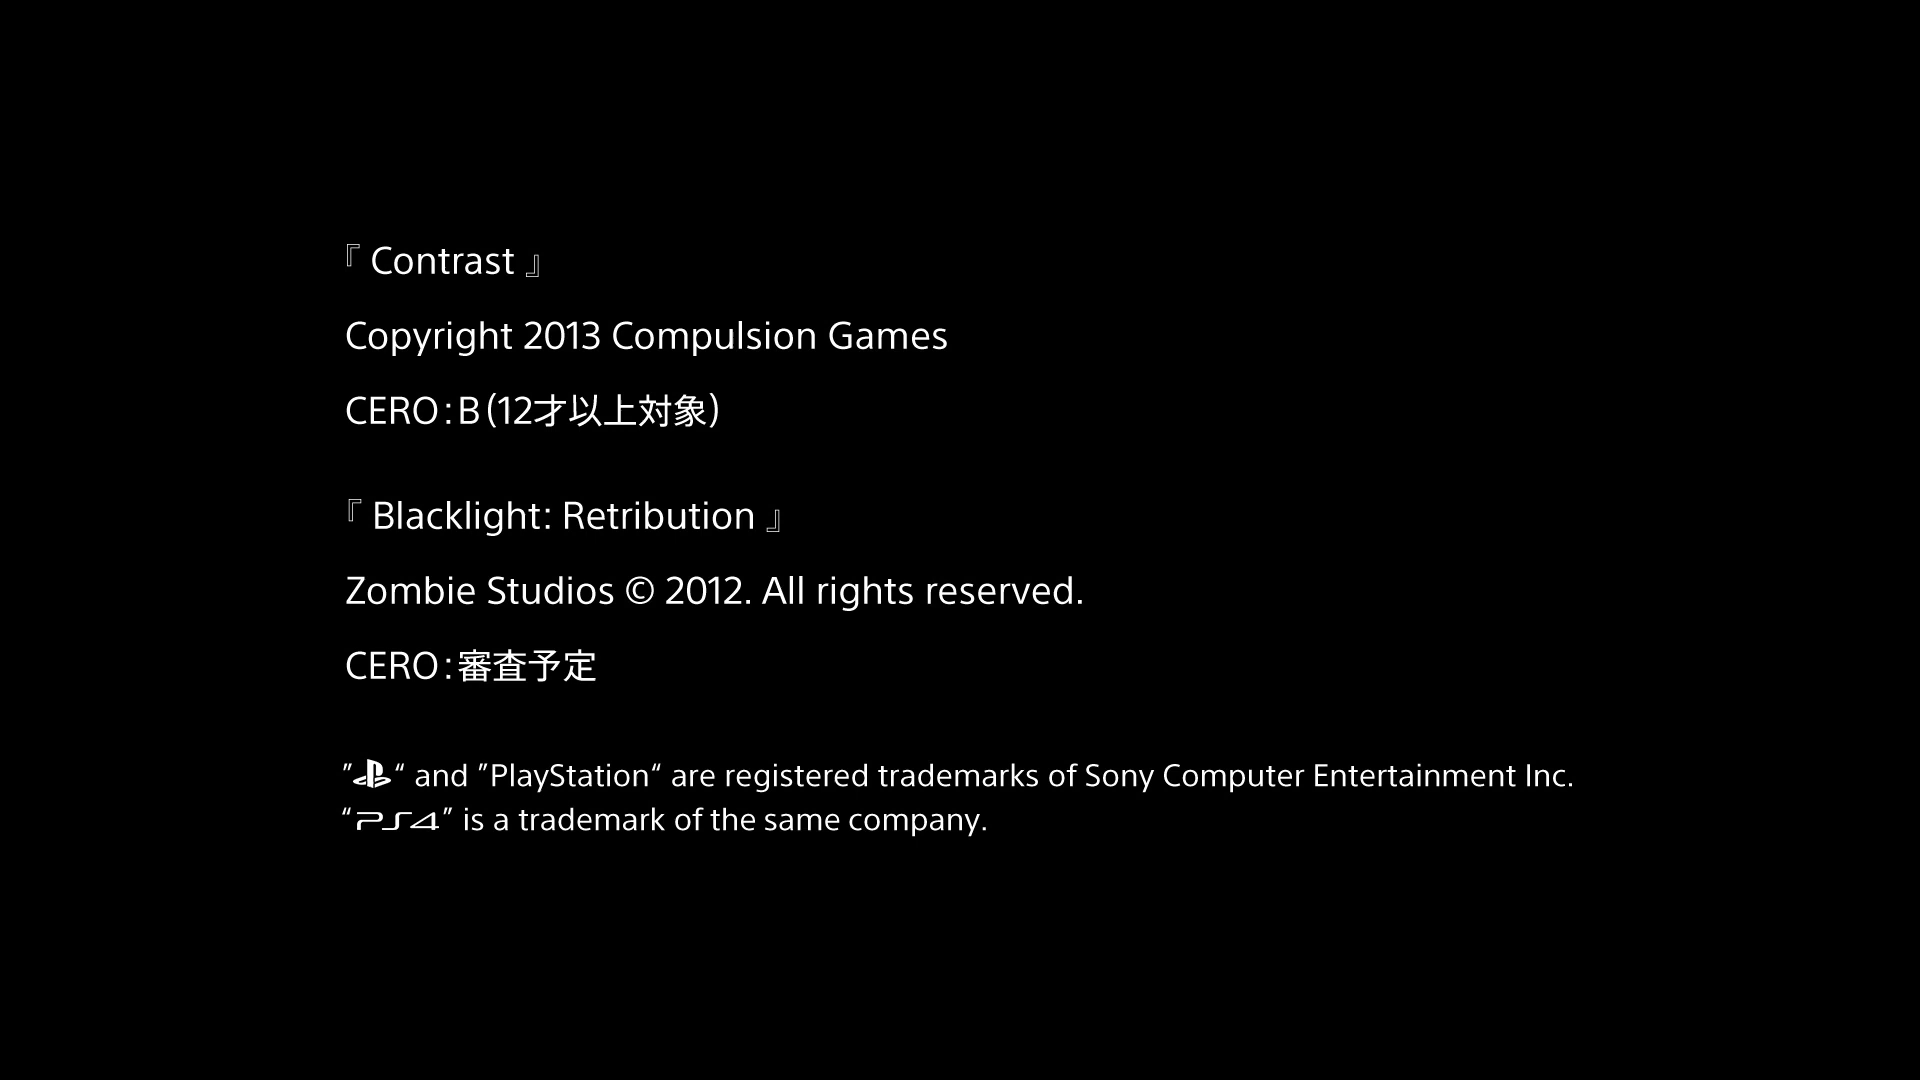 『 Contrast 』
Copyright 2013 Compulsion Games
CERO：B（12才以上対象）
『 Blacklight: Retribution 』
Zombie Studios © 2012. All rights reserved.
CERO：審査予定
” “ and ”PlayStation“ are registered trademarks of Sony Computer Entertainment Inc.
“PS4” is a trademark of the same company.